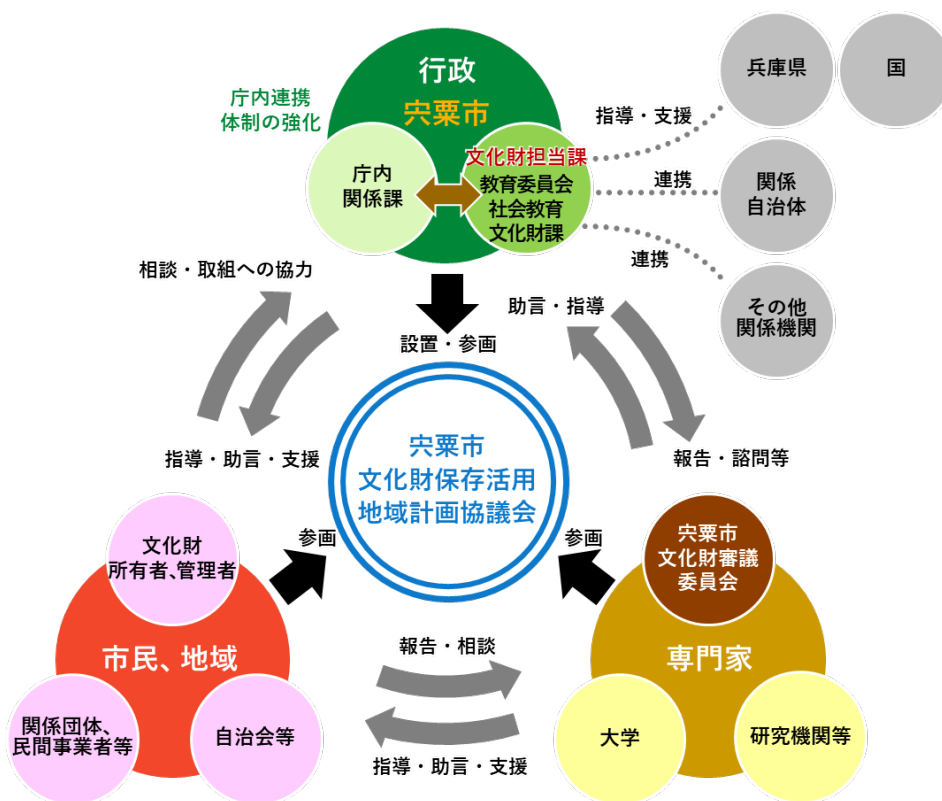 行政
宍粟市
庁内連携
体制の強化
庁内
関係課
文化財担当課
教育委員会
社会教育
文化財課
指導・支援
兵庫県
国
連携
関係
自治体
連携
その他
関係機関
相談・取組への協力
助言・指導
設置・参画
指導・助言・支援
報告・諮問等
宍粟市
文化財保存活用
地域計画協議会
参画
参画
文化財
所有者、管理者
市民、地域
関係団体、
民間事業者等
自治会等
宍粟市
文化財審議
委員会
専門家
大学
研究機関等
報告・相談
指導・助言・支援